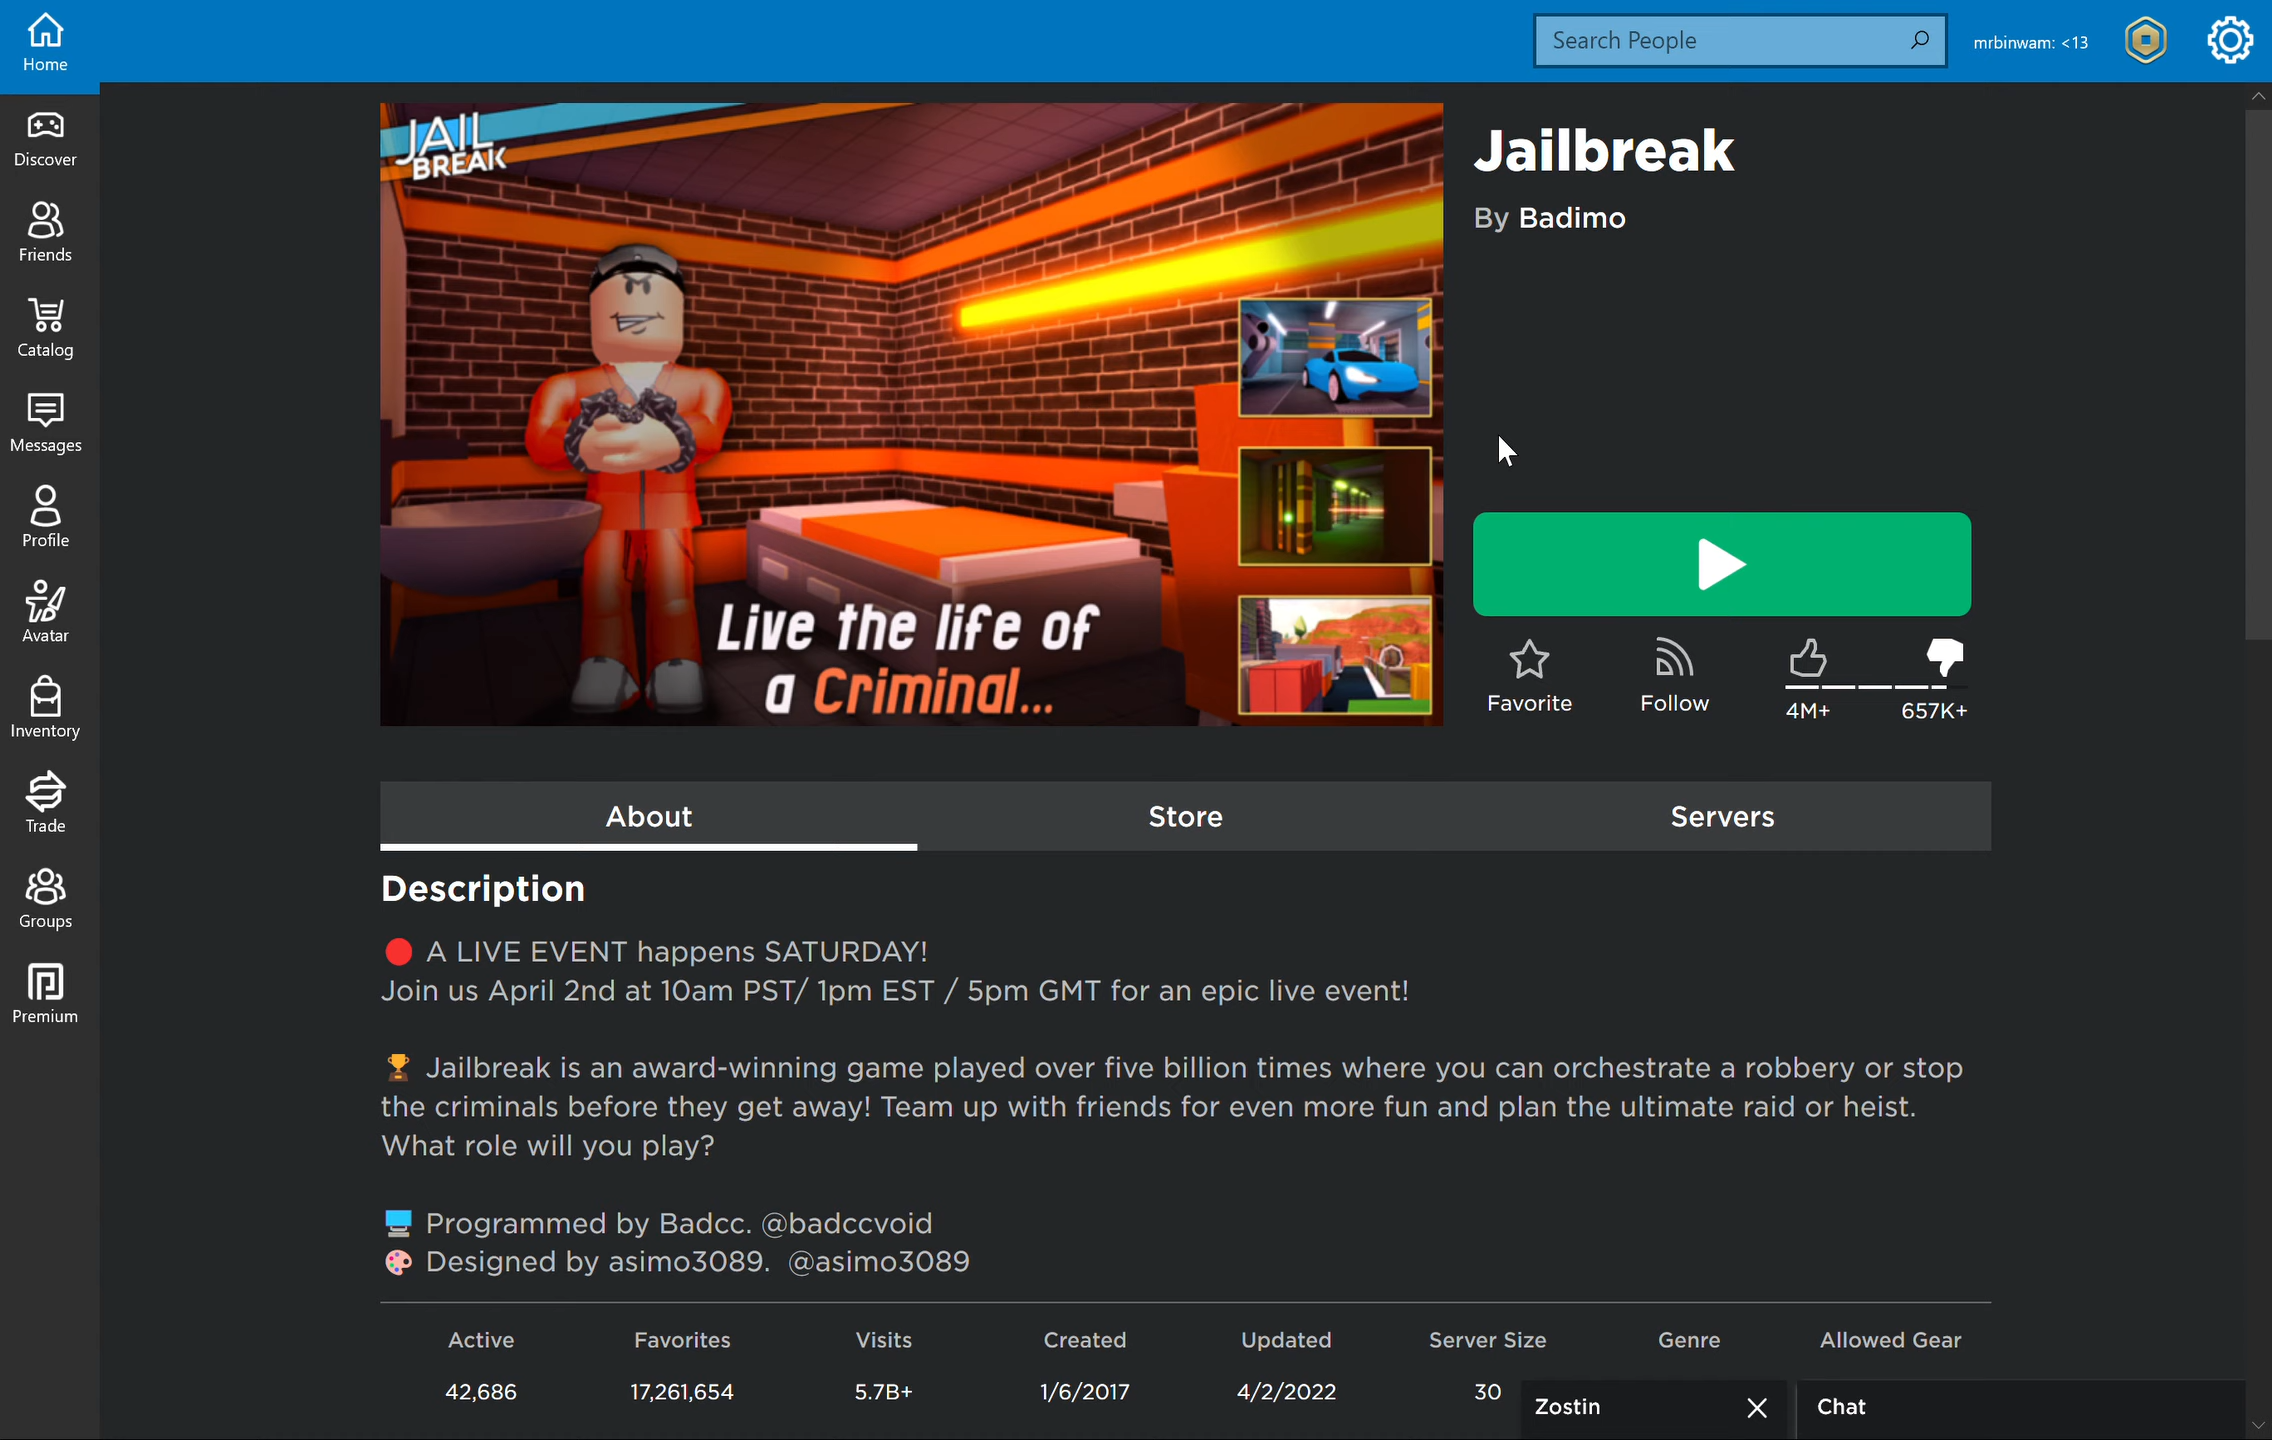 Home
Search People
mrbinwam: <13
Discover
Friends
Catalog
Messages
Profile
Avatar
Inventory
Trade
Groups
Premium
JAIL
BREAK
Live the life of
a Criminal...
Jailbreak
By Badimo
Favorite
Follow
4M+
657K+
About
Store
Servers
Description
🔴 A LIVE EVENT happens SATURDAY!
Join us April 2nd at 10am PST/ 1pm EST / 5pm GMT for an epic live event!
🏆 Jailbreak is an award-winning game played over five billion times where you can orchestrate a robbery or stop
the criminals before they get away! Team up with friends for even more fun and plan the ultimate raid or heist.
What role will you play?
🖥 Programmed by Badcc. @badccvoid
🎨 Designed by asimo3089. @asimo3089
Active Favorites Visits Created Updated Server Size Genre Allowed Gear
42,686 17,261,654 5.7B+ 1/6/2017 4/2/2022 30
Zostin
Chat